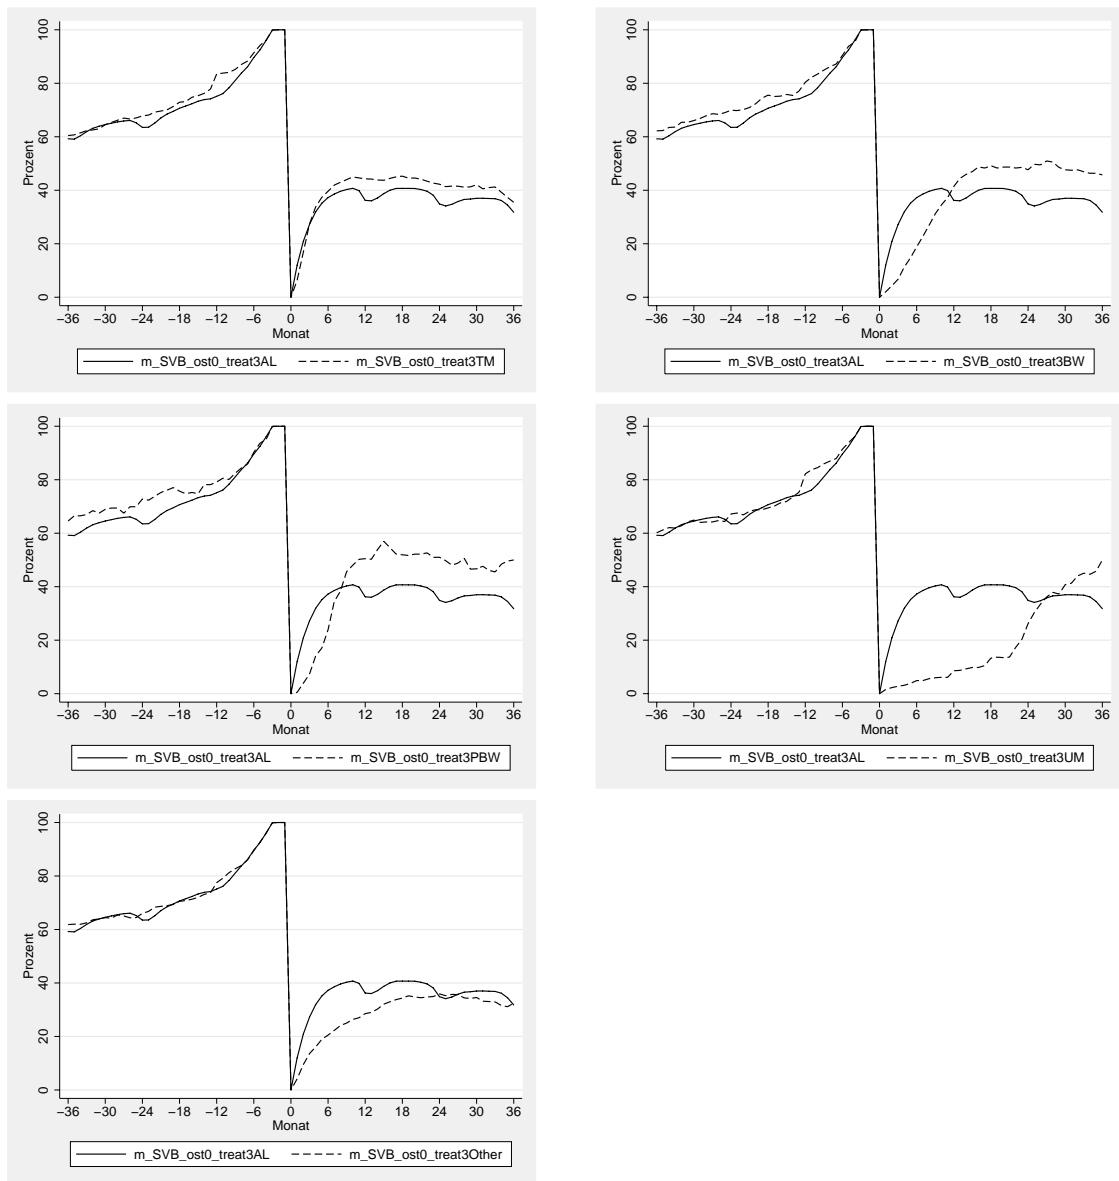 Prozent
100
80
60
40
20
0
−36 −30 −24 −18 −12 −6 0 6 12 18 24 30 36
Monat
m_SVB_ost0_treat3AL m_SVB_ost0_treat3TM
Prozent
100
80
60
40
20
0
−36 −30 −24 −18 −12 −6 0 6 12 18 24 30 36
Monat
m_SVB_ost0_treat3AL m_SVB_ost0_treat3BW
Prozent
100
80
60
40
20
0
−36 −30 −24 −18 −12 −6 0 6 12 18 24 30 36
Monat
m_SVB_ost0_treat3AL m_SVB_ost0_treat3PBW
Prozent
100
80
60
40
20
0
−36 −30 −24 −18 −12 −6 0 6 12 18 24 30 36
Monat
m_SVB_ost0_treat3AL m_SVB_ost0_treat3UM
Prozent
100
80
60
40
20
0
−36 −30 −24 −18 −12 −6 0 6 12 18 24 30 36
Monat
m_SVB_ost0_treat3AL m_SVB_ost0_treat3Other